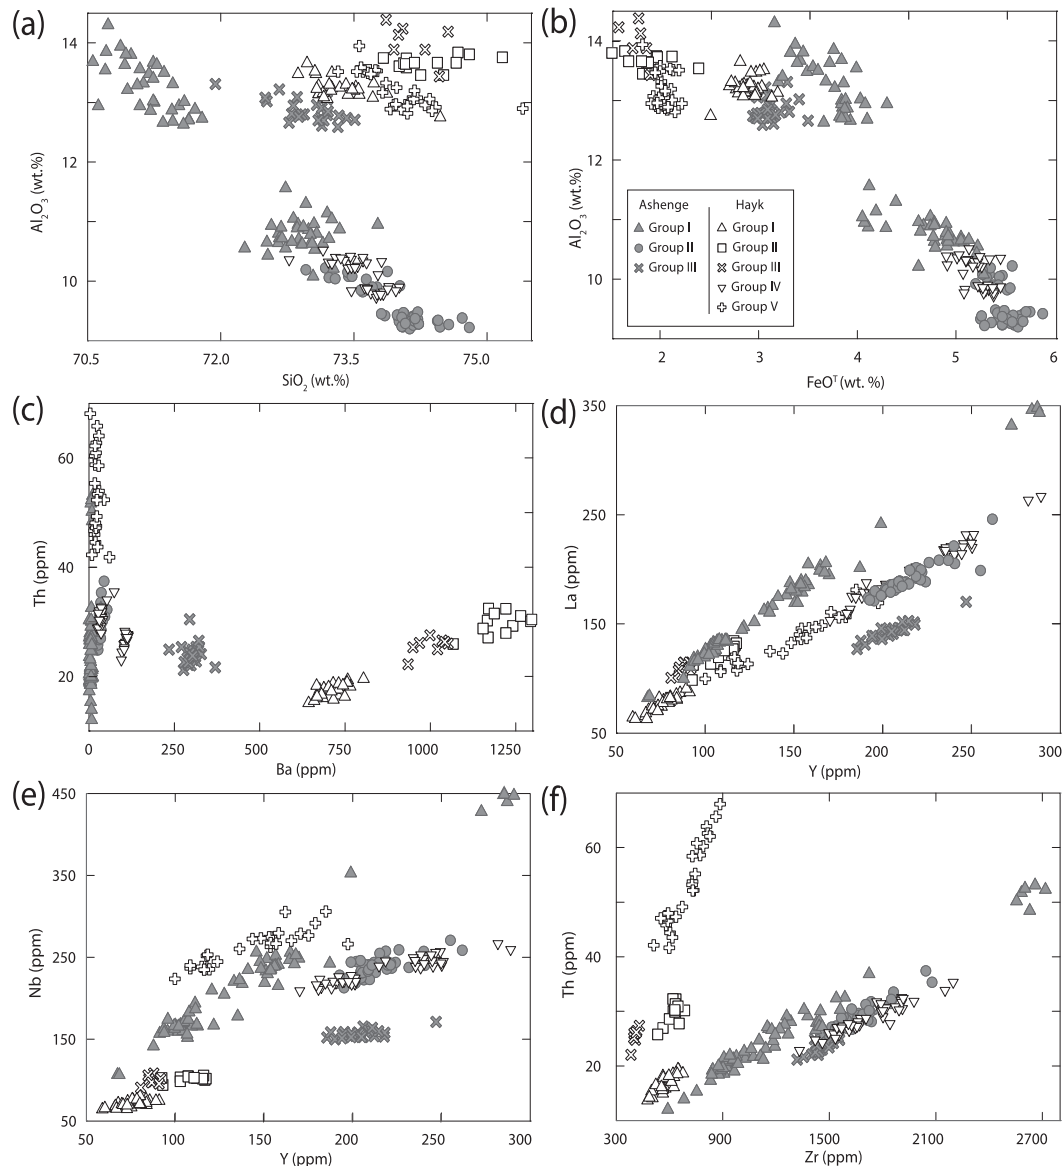 (a)
14
12
10
Al2O3 (wt.%)
70.5 72.0 73.5 75.0
SiO2 (wt.%)
(b)
14
12
10
Al2O3 (wt.%)
Ashenge Hayk
Group I Group I
Group II Group II
Group III Group III
Group IV
Group V
2 3 4 5 6
FeOT (wt. %)
(c)
60
40
20
Th (ppm)
0 250 500 750 1000 1250
Ba (ppm)
(d)
350
250
150
50
La (ppm)
50 100 150 200 250 300
Y (ppm)
(e)
450
350
250
150
50
Nb (ppm)
50 100 150 200 250 300
Y (ppm)
(f)
60
40
20
Th (ppm)
300 900 1500 2100 2700
Zr (ppm)